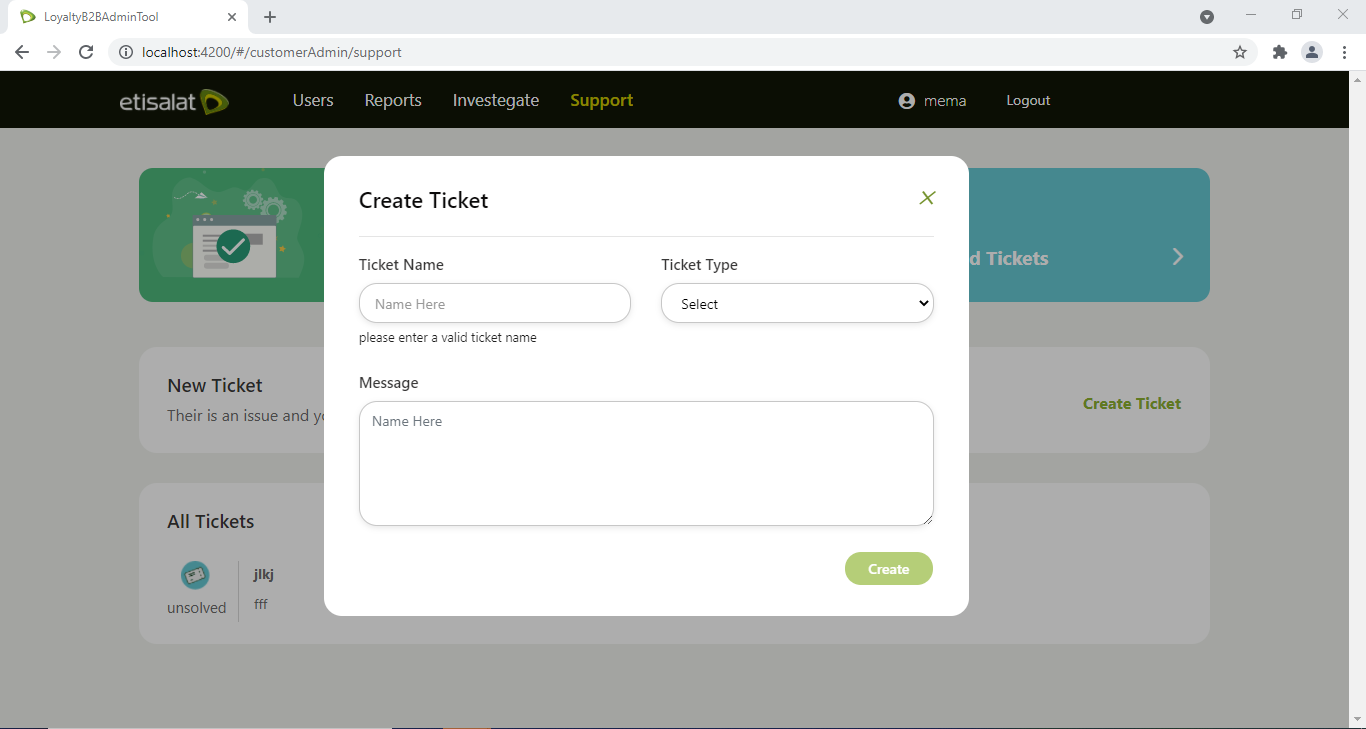 LoyaltyB2BAdminTool
localhost:4200/#/customerAdmin/support
etisalat Users Reports Investegate Support mema Logout
Create Ticket
d Tickets
Ticket Name Ticket Type
Name Here Select
please enter a valid ticket name
Message
Name Here
Create
New Ticket
Their is an issue and yo
Create Ticket
All Tickets
jlkj
unsolved fff